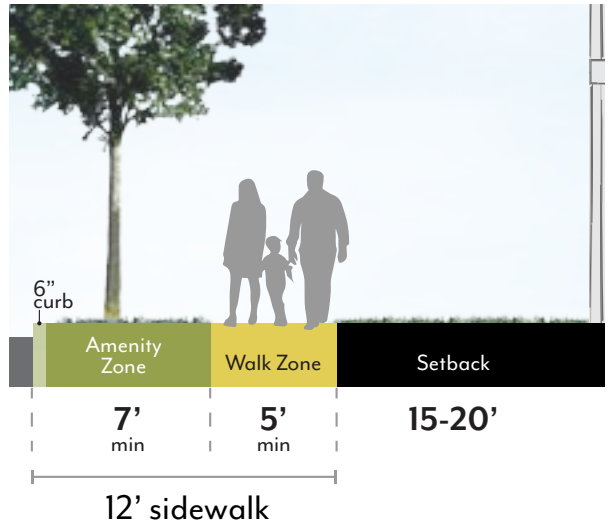 6”
curb
Amenity
Zone
Walk Zone
Setback
7’
min
5’
min
15-20’
12’ sidewalk